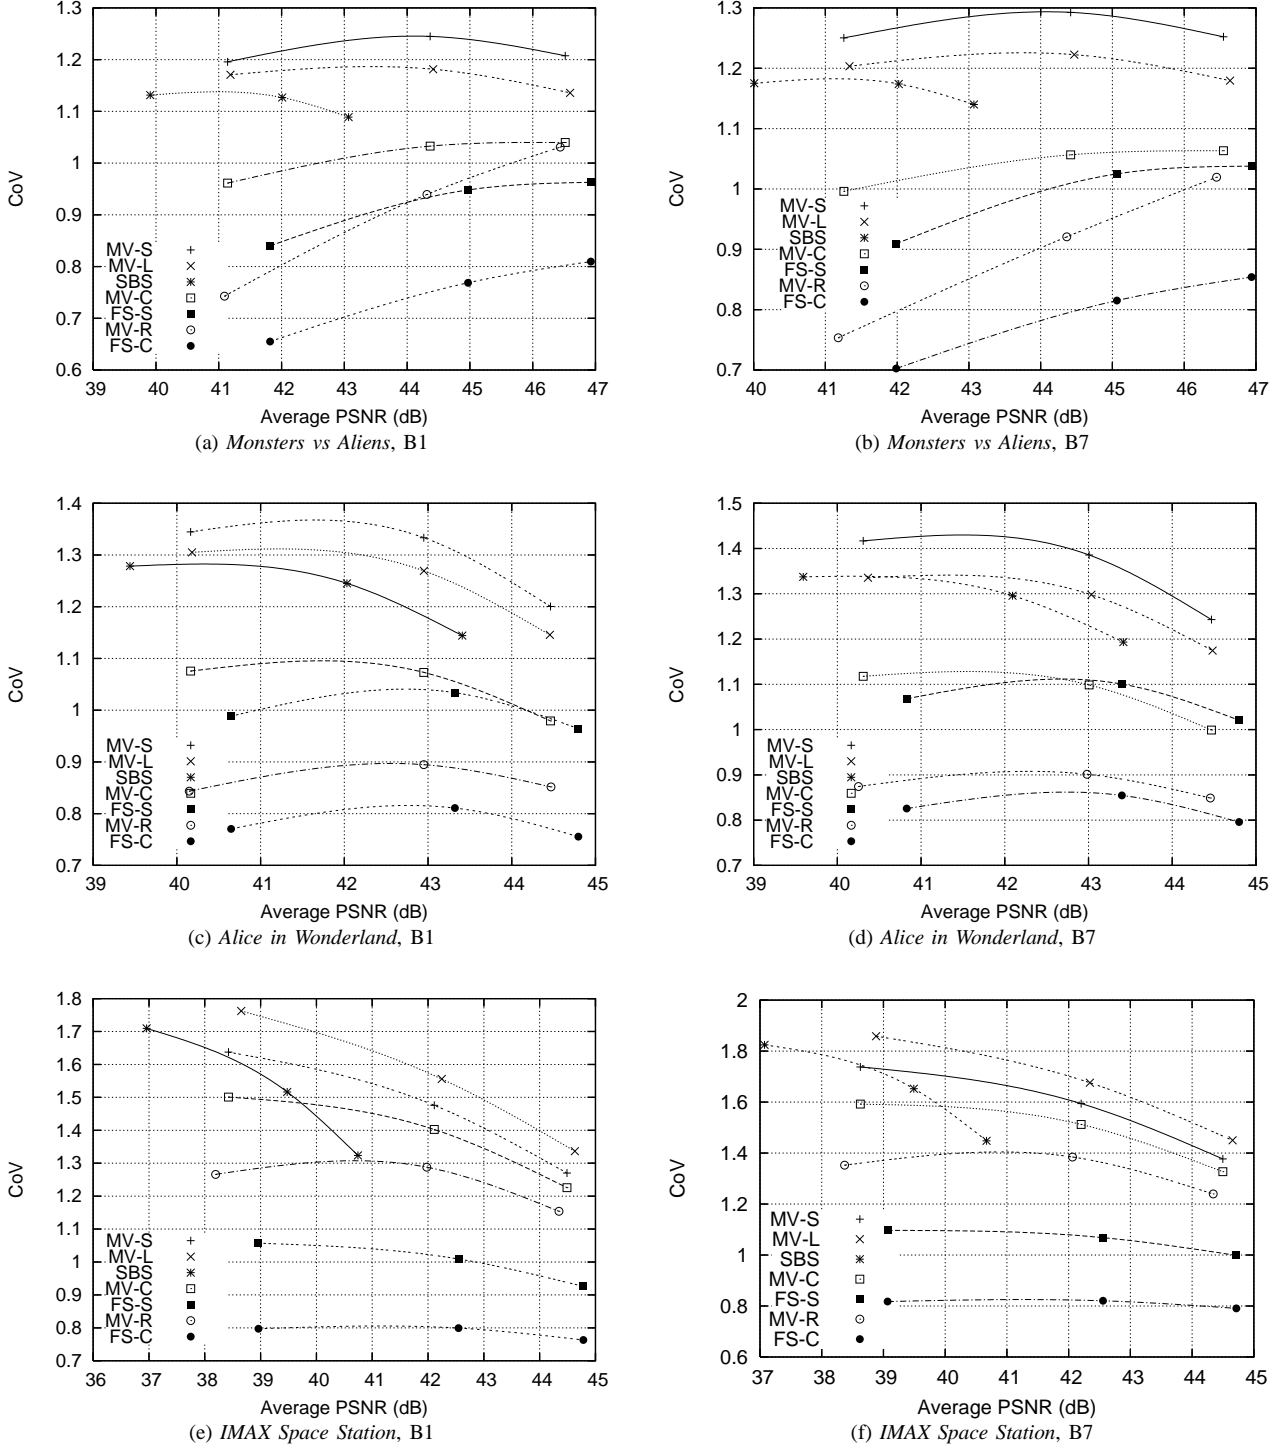 1.3
1.2
1.1
1
0.9
0.8
0.7
0.6
CoV
MV-S
MV-L
SBS
MV-C
FS-S
MV-R
FS-C
39 40 41 42 43 44 45 46 47
Average PSNR (dB)
(a) Monsters vs Aliens, B1
1.3
1.2
1.1
1
0.9
0.8
0.7
CoV
MV-S
MV-L
SBS
MV-C
FS-S
MV-R
FS-C
40 41 42 43 44 45 46 47
Average PSNR (dB)
(b) Monsters vs Aliens, B7
1.4
1.3
1.2
1.1
1
0.9
0.8
0.7
CoV
MV-S
MV-L
SBS
MV-C
FS-S
MV-R
FS-C
39 40 41 42 43 44 45
Average PSNR (dB)
(c) Alice in Wonderland, B1
1.5
1.4
1.3
1.2
1.1
1
0.9
0.8
0.7
CoV
MV-S
MV-L
SBS
MV-C
FS-S
MV-R
FS-C
39 40 41 42 43 44 45
Average PSNR (dB)
(d) Alice in Wonderland, B7
1.8
1.7
1.6
1.5
1.4
1.3
1.2
1.1
1
0.9
0.8
0.7
CoV
MV-S
MV-L
SBS
MV-C
FS-S
MV-R
FS-C
36 37 38 39 40 41 42 43 44 45
Average PSNR (dB)
(e) IMAX Space Station, B1
2
1.8
1.6
1.4
1.2
1
0.8
0.6
CoV
MV-S
MV-L
SBS
MV-C
FS-S
MV-R
FS-C
37 38 39 40 41 42 43 44 45
Average PSNR (dB)
(f) IMAX Space Station, B7